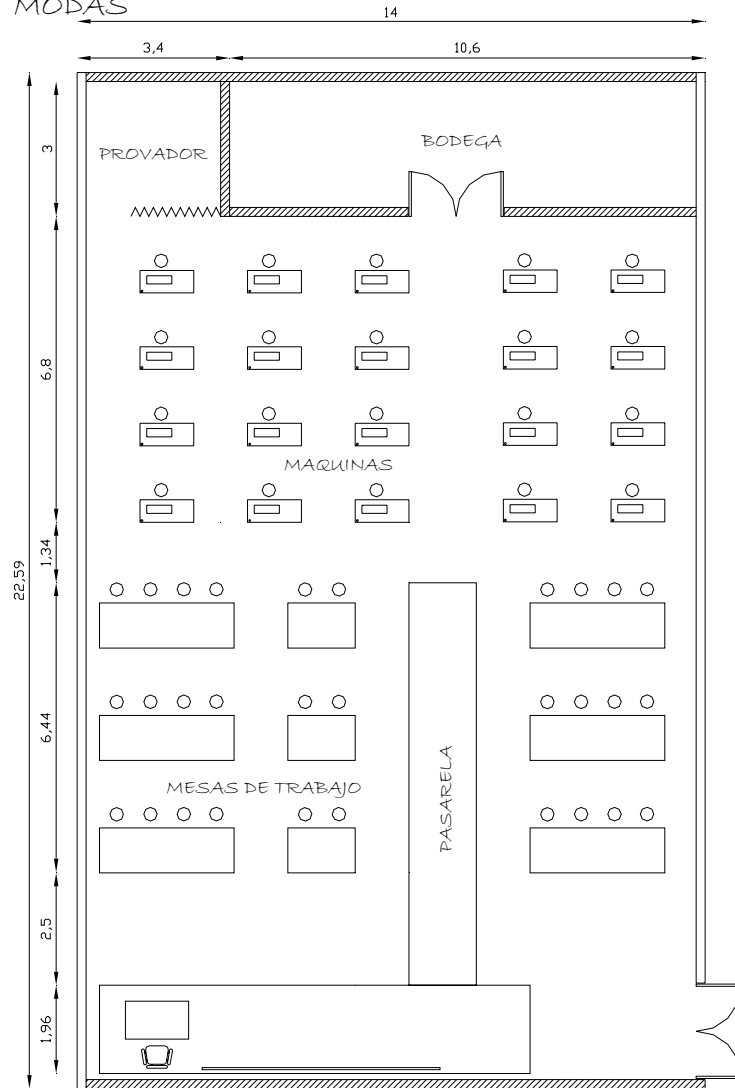 MODAS
14
3,4
10,6
3
PROVADOR
BODEGA
6,8
MAQUINAS
1,34
22,59
6,44
PASARELA
MESAS DE TRABAJO
2,5
1,96